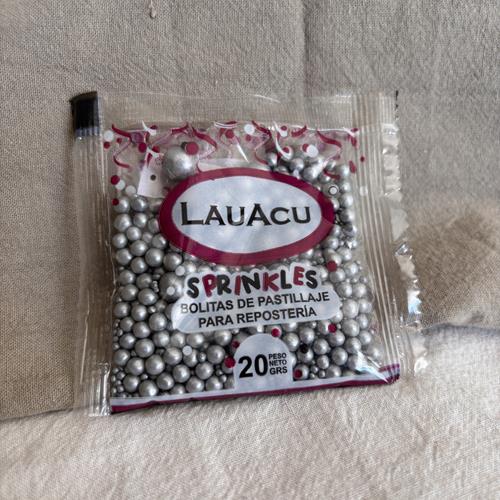 LAUACU
SPRINKLES
BOLITAS DE PASTILLAJE
PARA REPOSTERÍA
20 PESO NETO GRS